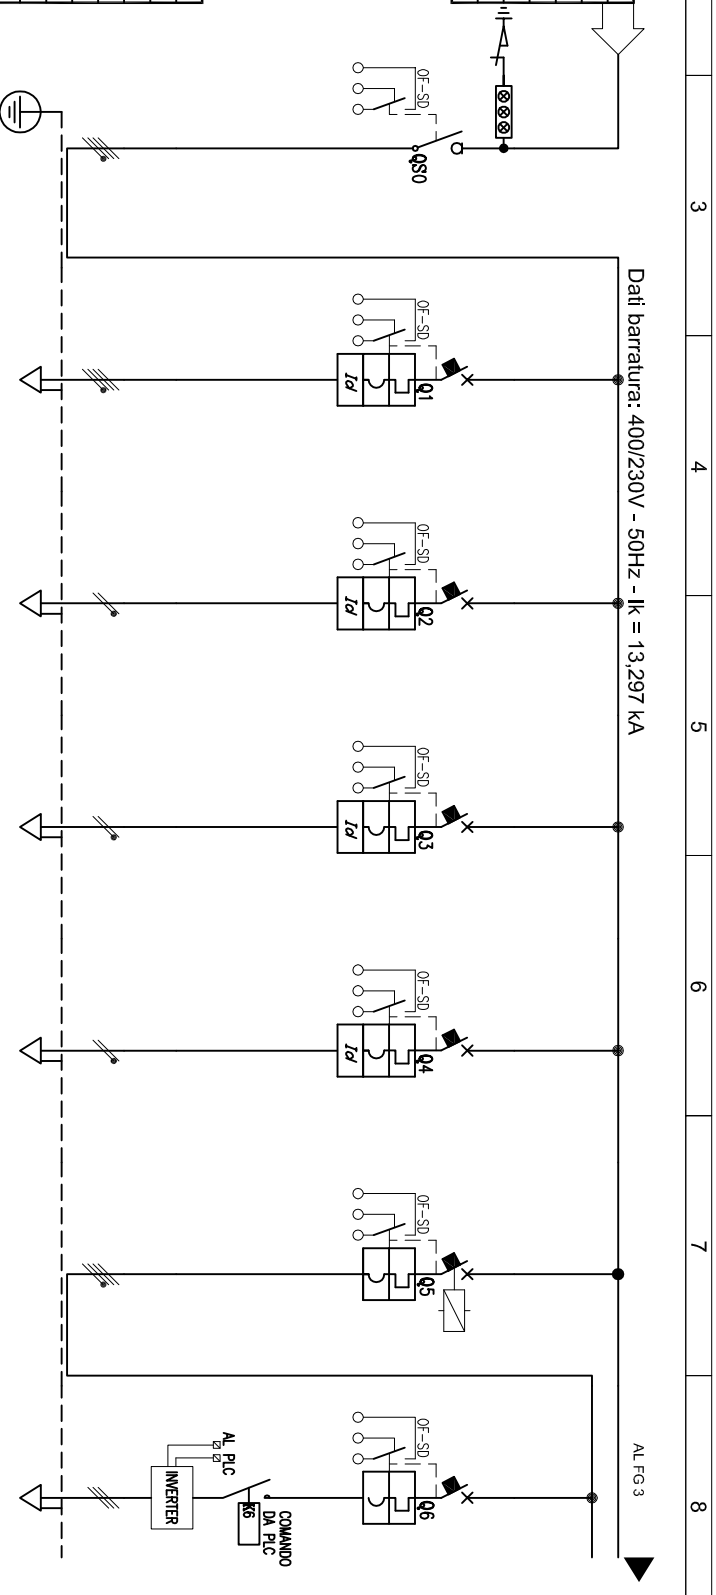 3
4
5
6
7
8
Dati barratura: 400/230V - 50Hz - Ik = 13,297 kA
AL FG 3
OF-SD
QS0
OF-SD
Q1
Id
OF-SD
Q2
Id
OF-SD
Q3
Id
OF-SD
Q4
Id
OF-SD
Q5
OF-SD
Q6
COMANDO
DA PLC
K6
AL PLC
INVERTER